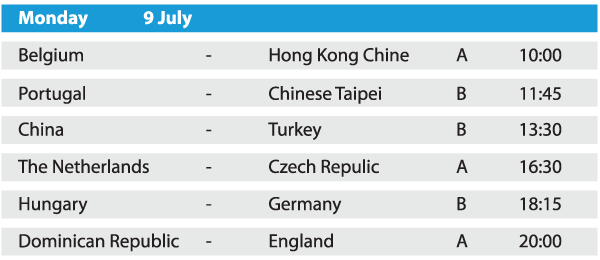 Monday 9 July
Belgium - Hong Kong Chine A 10:00
Portugal - Chinese Taipei B 11:45
China - Turkey B 13:30
The Netherlands - Czech Repulic A 16:30
Hungary - Germany B 18:15
Dominican Republic - England A 20:00